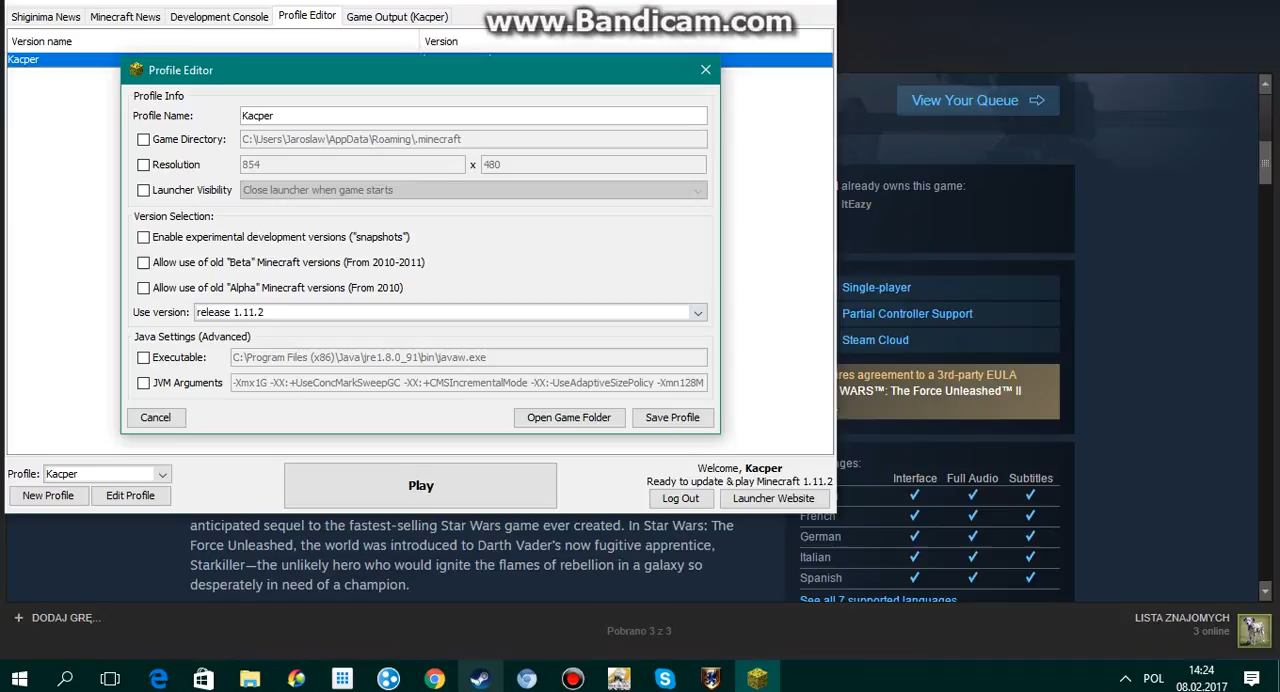 www.Bandicam.com
Shiginima News Minecraft News Development Console Profile Editor Game Output (Kacper)
Version name Version
Kacper
Profile Editor
Profile Info
Profile Name: Kacper
Game Directory: C:\Users\Jaroslaw\AppData\Roaming\.minecraft
Resolution 854 x 480
Launcher Visibility Close launcher when game starts
Version Selection:
Enable experimental development versions ("snapshots")
Allow use of old "Beta" Minecraft versions (From 2010-2011)
Allow use of old "Alpha" Minecraft versions (From 2010)
Use version: release 1.11.2
Java Settings (Advanced)
Executable: C:\Program Files (x86)\Java\jre1.8.0_91\bin\javaw.exe
JVM Arguments -Xmx1G -XX:+UseConcMarkSweepGC -XX:+CMSIncrementalMode -XX:-UseAdaptiveSizePolicy -Xmn128M
Cancel Open Game Folder Save Profile
Profile: Kacper
New Profile Edit Profile
Play
Welcome, Kacper
Ready to update & play Minecraft 1.11.2
Log Out Launcher Website
View Your Queue
already owns this game:
ItEazy
Single-player
Partial Controller Support
Steam Cloud
res agreement to a 3rd-party EULA
WARS™: The Force Unleashed™ II
ges:
Interface Full Audio Subtitles
French
German
Italian
Spanish
See all 7 supported languages
anticipated sequel to the fastest-selling Star Wars game ever created. In Star Wars: The
Force Unleashed, the world was introduced to Darth Vader's now fugitive apprentice,
Starkiller—the unlikely hero who would ignite the flames of rebellion in a galaxy so
desperately in need of a champion.
+ DODAJ GRĘ...
Pobrano 3 z 3
LISTA ZNAJOMYCH
3 online
POL
14:24
08.02.2017